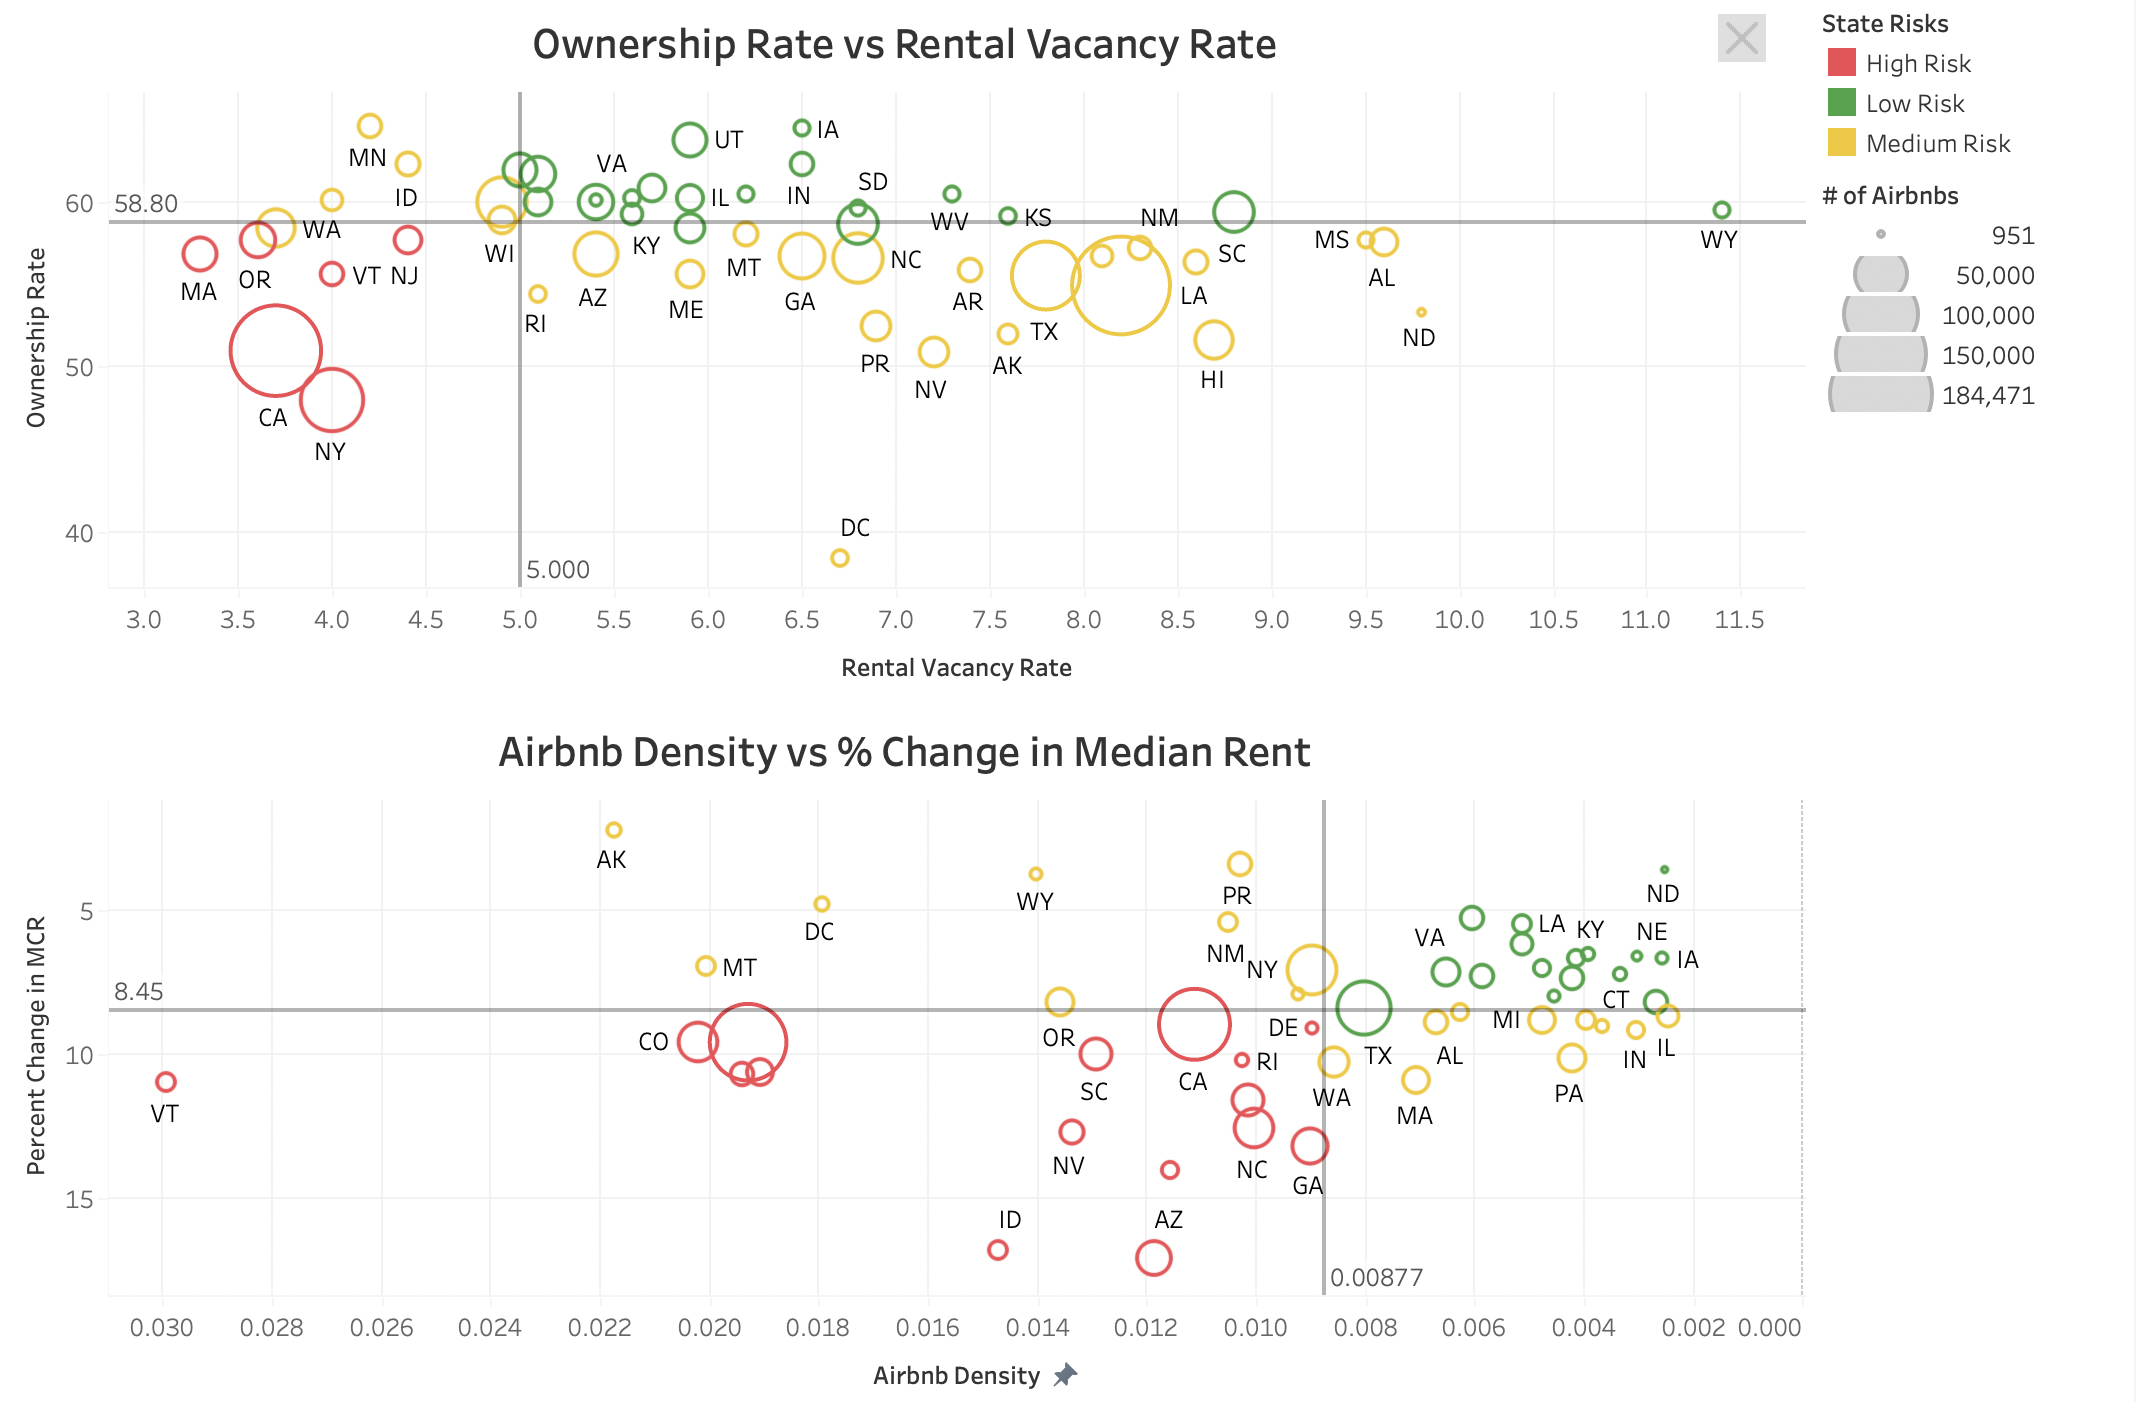 Ownership Rate vs Rental Vacancy Rate
State Risks
High Risk
Low Risk
Medium Risk
# of Airbnbs
951
50,000
100,000
150,000
184,471
Ownership Rate
60
50
40
58.80
5.000
MN
ID
WA
WI
MA
OR
VT
NJ
CA
NY
VA
UT
IA
IL
IN
SD
WV
KS
NM
SC
WY
KY
AZ
RI
ME
MT
GA
NC
PR
NV
AR
AK
TX
LA
HI
MS
AL
ND
DC
3.0
3.5
4.0
4.5
5.0
5.5
6.0
6.5
7.0
7.5
8.0
8.5
9.0
9.5
10.0
10.5
11.0
11.5
Rental Vacancy Rate
Airbnb Density vs % Change in Median Rent
Percent Change in MCR
5
10
15
8.45
0.00877
AK
DC
MT
WY
PR
NM
NY
OR
CO
VT
SC
NV
ID
AZ
CA
DE
RI
NC
GA
WA
TX
MA
AL
VA
LA
KY
NE
ND
IA
CT
MI
PA
IN
IL
0.030
0.028
0.026
0.024
0.022
0.020
0.018
0.016
0.014
0.012
0.010
0.008
0.006
0.004
0.002
0.000
Airbnb Density